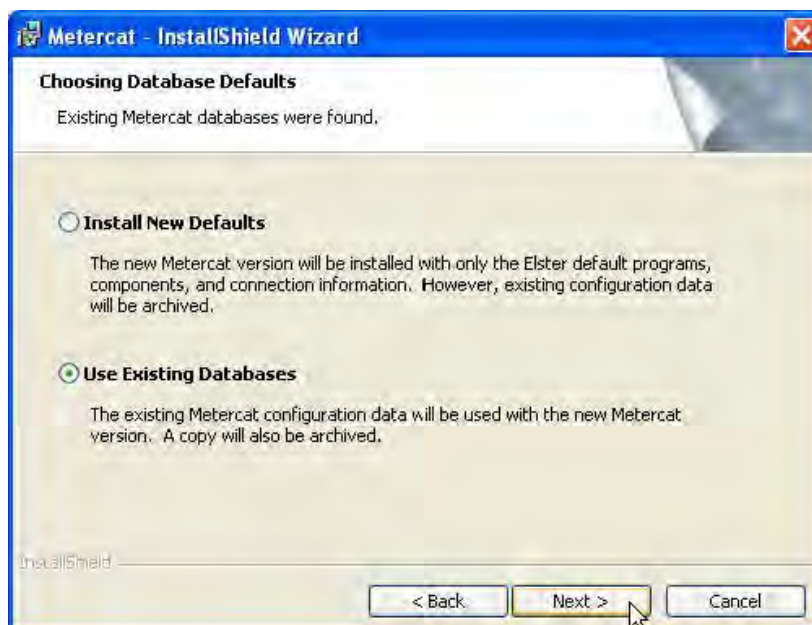 Metercat - InstallShield Wizard
Choosing Database Defaults
Existing Metercat databases were found.
Install New Defaults
The new Metercat version will be installed with only the Elster default programs,
components, and connection information. However, existing configuration data
will be archived.
Use Existing Databases
The existing Metercat configuration data will be used with the new Metercat
version. A copy will also be archived.
InstallShield
< Back
Next >
Cancel